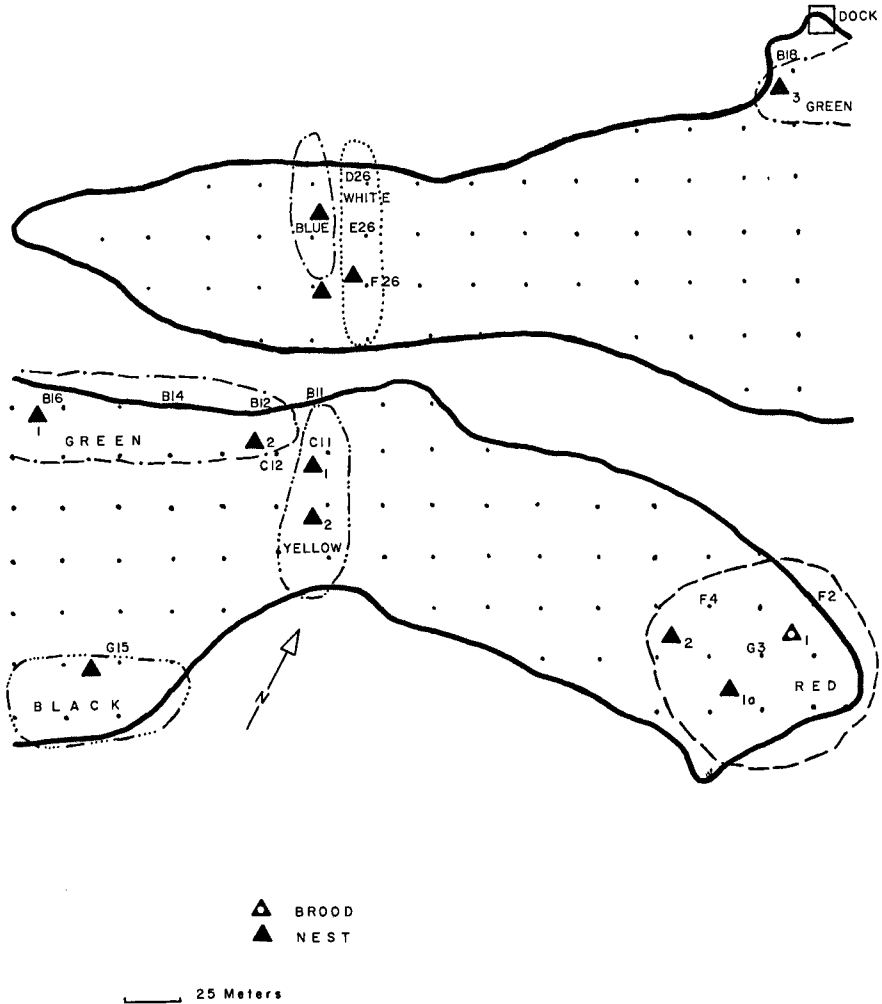 DOCK
B18
3
GREEN
D26
WHITE
BLUE E26
F26
B16 B14 B12 B11
1
GREEN 2 C11
C12 1
2
YELLOW
F4 F2
G15 2 G3 1
BLACK 1a RED
N
BROOD
NEST
25 Meters